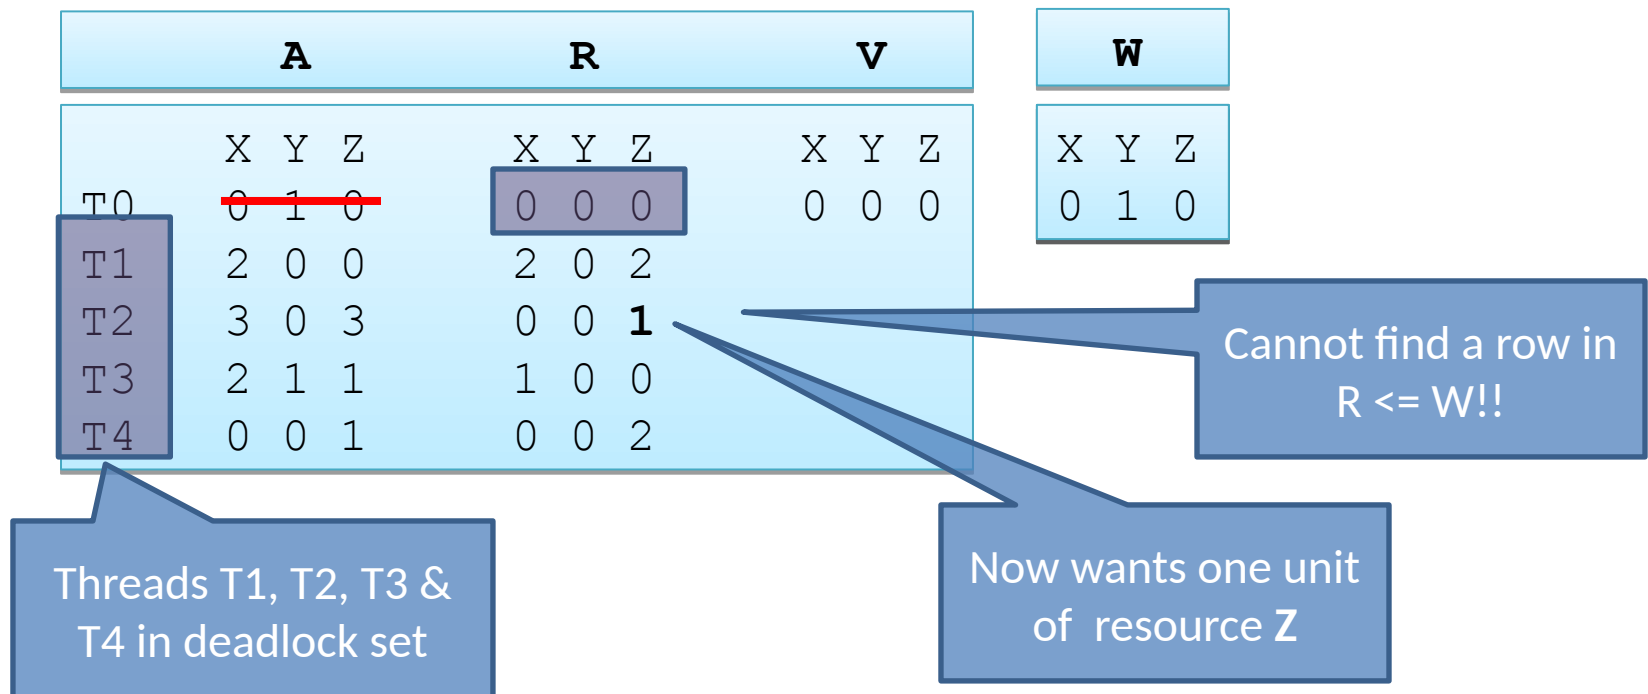 A R V W
X Y Z X Y Z X Y Z X Y Z
T0 0 1 0 0 0 0 0 0 0 0 1 0
T1 2 0 0 2 0 2
T2 3 0 3 0 0 1
T3 2 1 1 1 0 0
T4 0 0 1 0 0 2
Cannot find a row in
R <= W!!
Now wants one unit
of resource Z
Threads T1, T2, T3 &
T4 in deadlock set